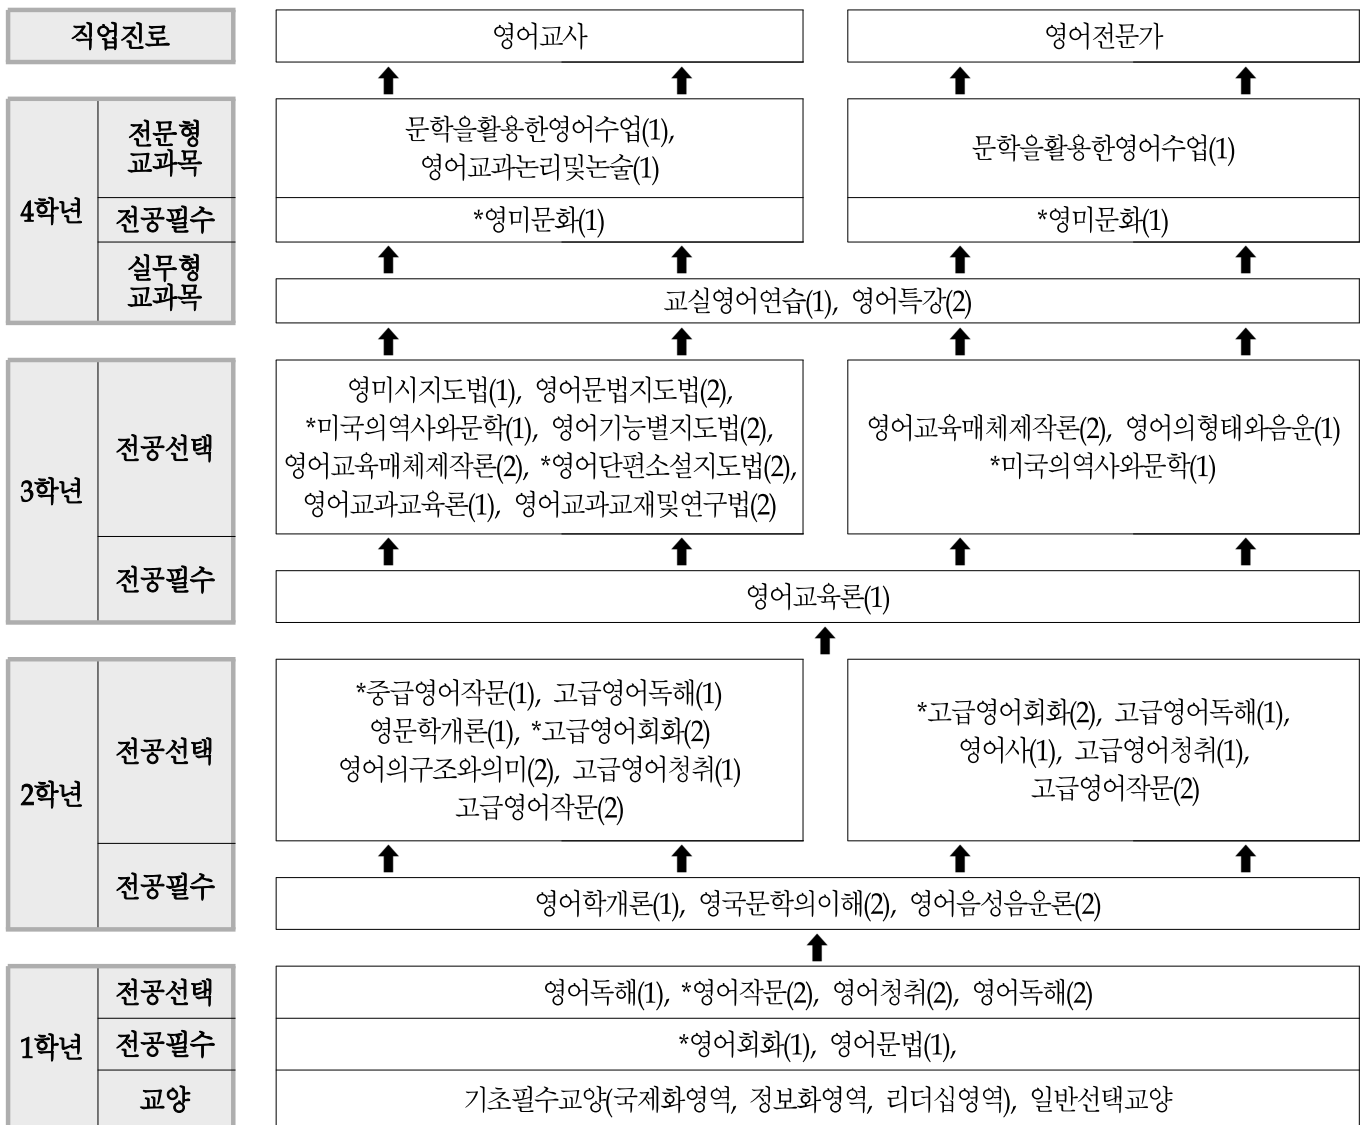 직업진로
영어교사
영어전문가
4학년
전문형
교과목
문학을활용한영어수업(1),
영어교과논리및논술(1)
문학을활용한영어수업(1)
전공필수
*영미문화(1)
*영미문화(1)
실무형
교과목
교실영어연습(1), 영어특강(2)
3학년
전공선택
영미시지도법(1), 영어문법지도법(2),
*미국의역사와문학(1), 영어기능별지도법(2),
영어교육매체제작론(2), *영어단편소설지도법(2),
영어교과교육론(1), 영어교과교재및연구법(2)
영어교육매체제작론(2), 영어의형태와음운(1)
*미국의역사와문학(1)
전공필수
영어교육론(1)
2학년
전공선택
*중급영어작문(1), 고급영어독해(1)
영문학개론(1), *고급영어회화(2)
영어의구조와의미(2), 고급영어청취(1)
고급영어작문(2)
*고급영어회화(2), 고급영어독해(1),
영어사(1), 고급영어청취(1),
고급영어작문(2)
전공필수
영어학개론(1), 영국문학의이해(2), 영어음성음운론(2)
1학년
전공선택
영어독해(1), *영어작문(2), 영어청취(2), 영어독해(2)
전공필수
*영어회화(1), 영어문법(1),
교양
기초필수교양(국제화영역, 정보화영역, 리더십영역), 일반선택교양